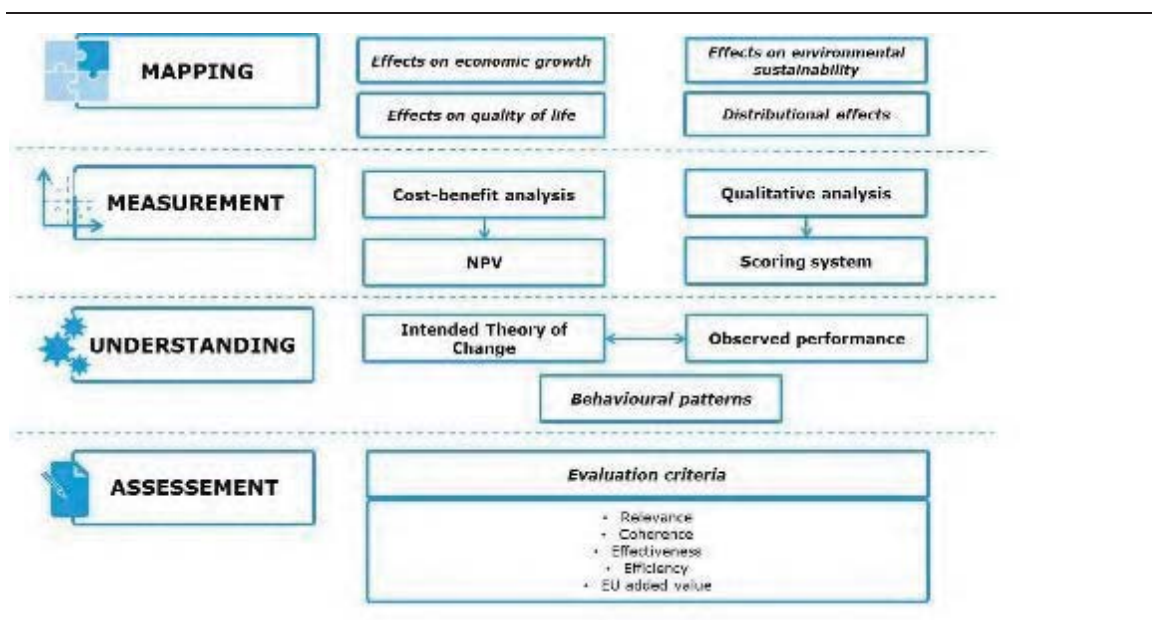 MAPPING
Effects on economic growth
Effects on environmental
sustainability
Effects on quality of life
Distributional effects
MEASUREMENT
Cost-benefit analysis
Qualitative analysis
NPV
Scoring system
UNDERSTANDING
Intended Theory of
Change
Observed performance
Behavioural patterns
ASSESSEMENT
Evaluation criteria
• Relevance
• Coherence
• Effectiveness
• Efficiency
• EU added value